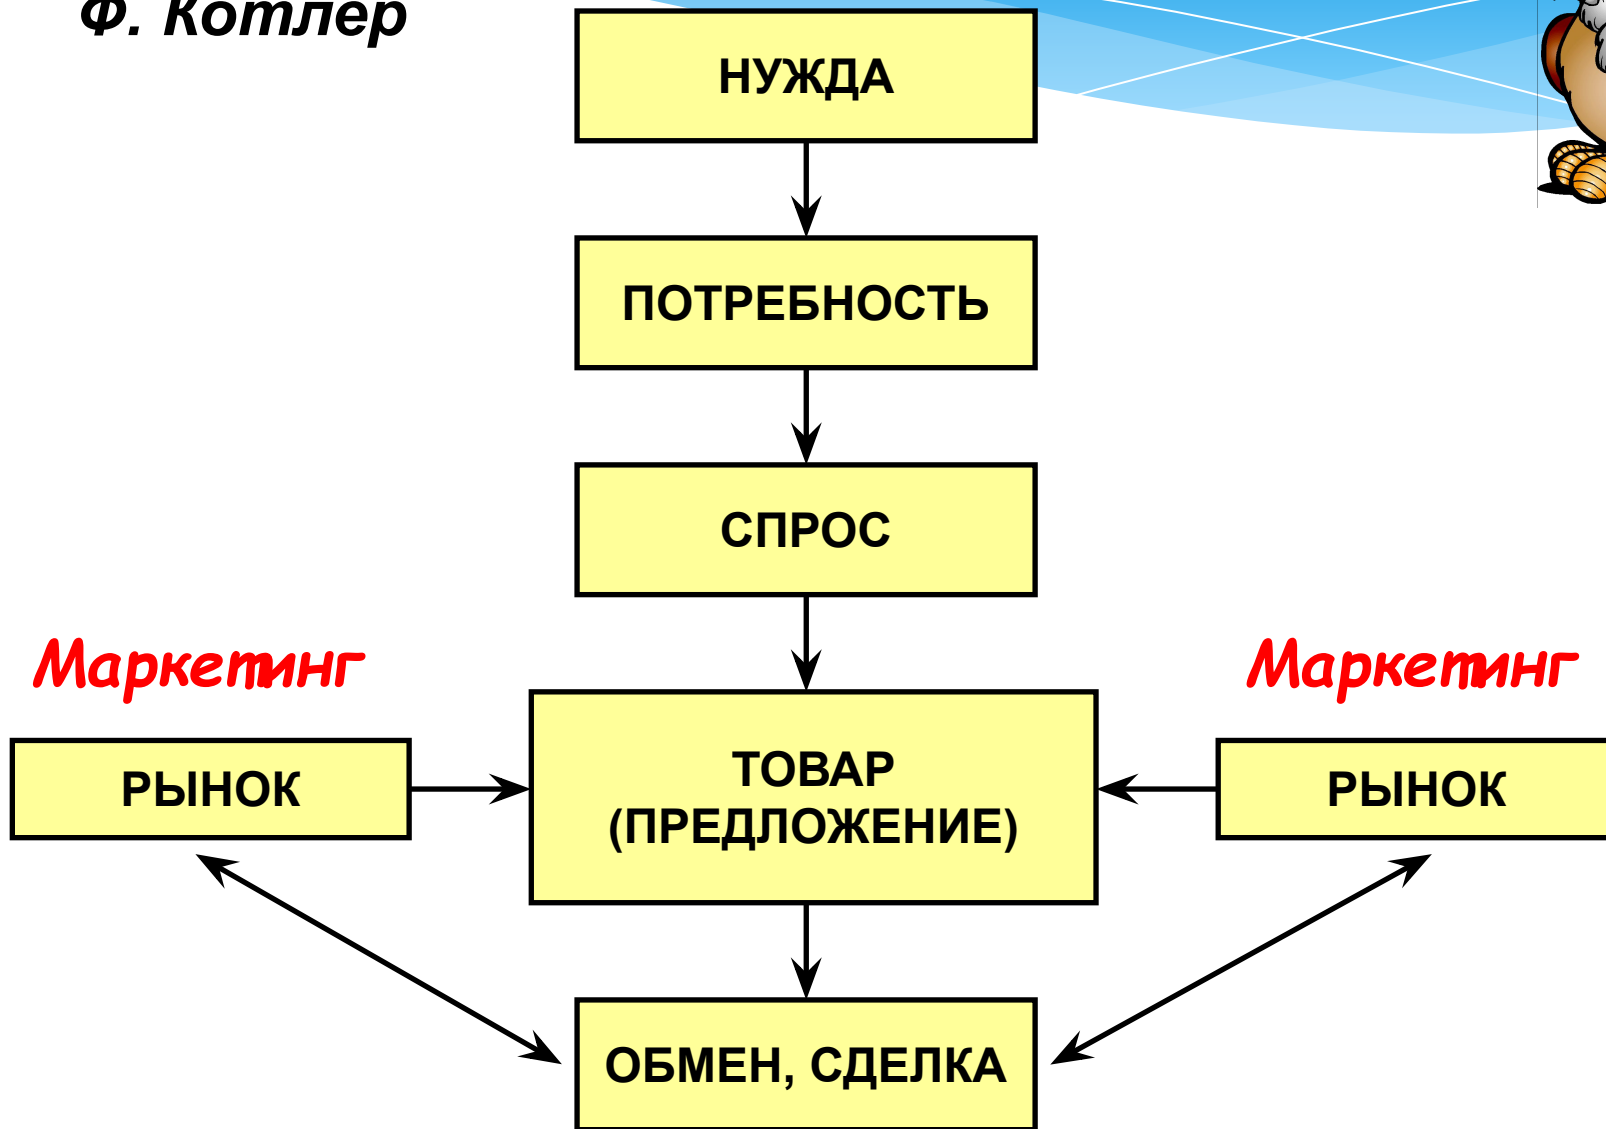 Ф. Котлер
НУЖДА
ПОТРЕБНОСТЬ
СПРОС
Маркетинг
Маркетинг
РЫНОК
ТОВАР
(ПРЕДЛОЖЕНИЕ)
РЫНОК
ОБМЕН, СДЕЛКА